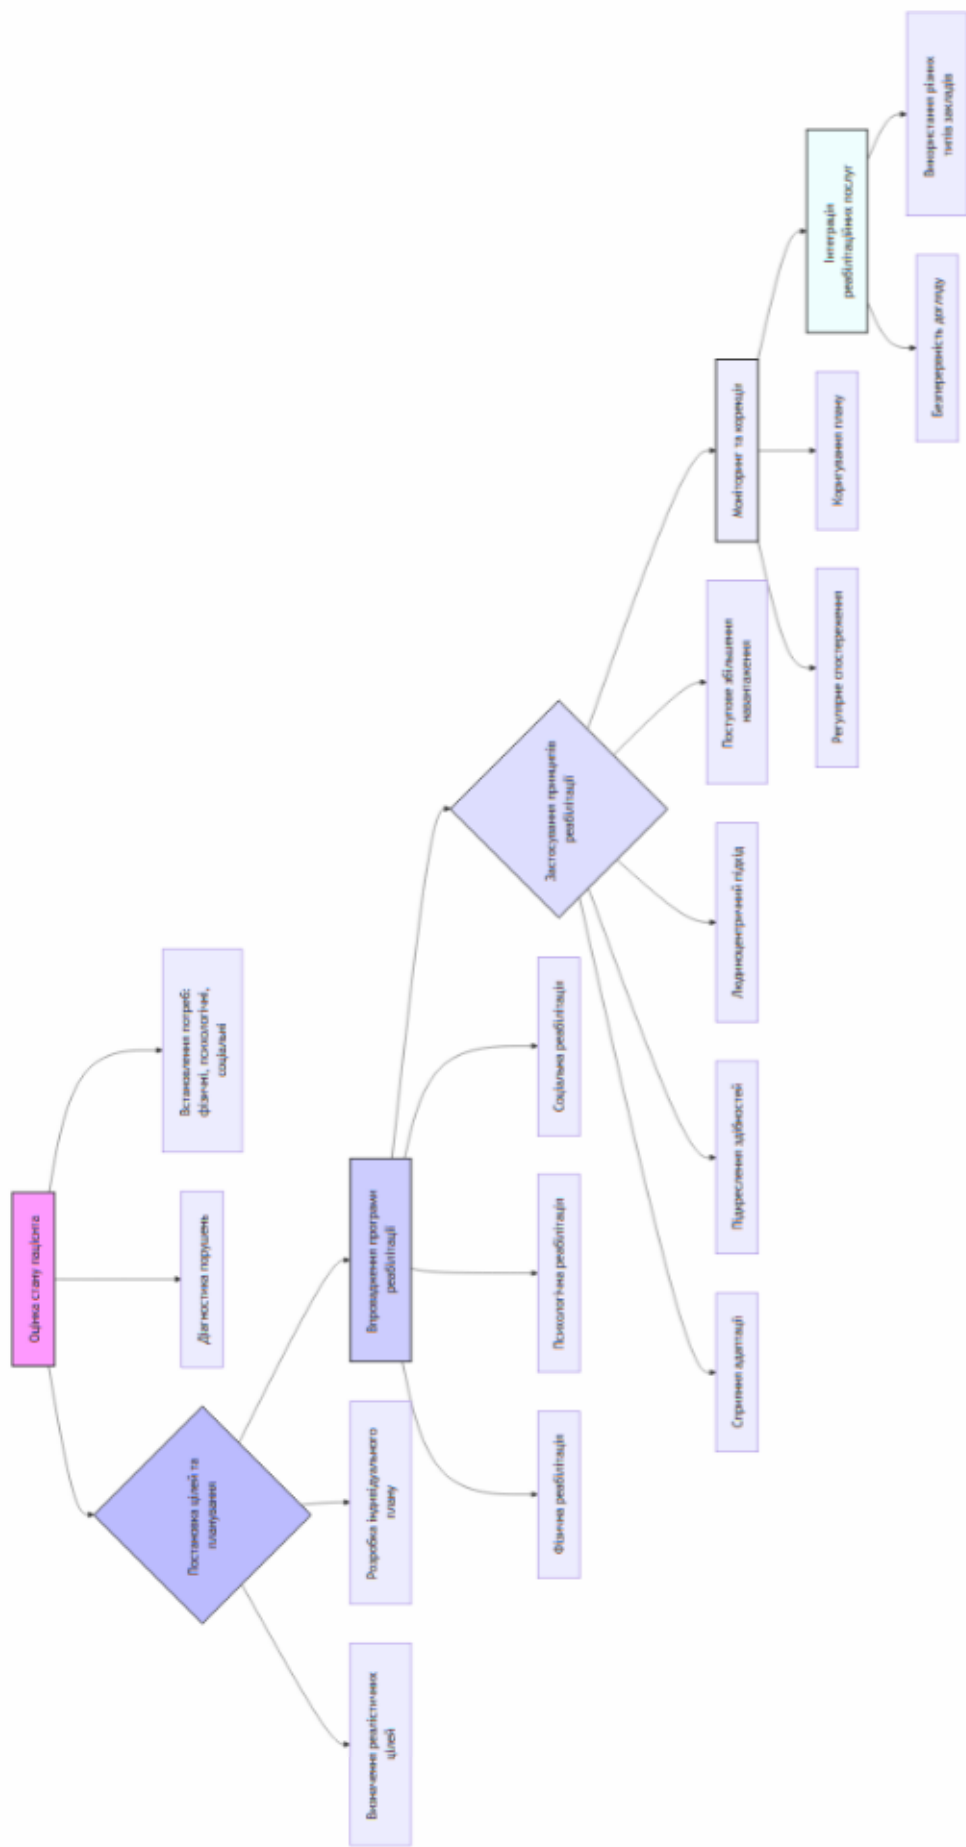 Оцінка стану пацієнта
Постановка цілей та
планування
Діагностика порушень
Встановлення потреб:
фізичні, психологічні,
соціальні
Визначення реалістичних
цілей
Розробка індивідуального
плану
Впровадження програми
реабілітації
Фізична реабілітація
Психологічна реабілітація
Соціальна реабілітація
Застосування принципів
реабілітації
Сприяння адаптації
Підкреслення здібностей
Людиноцентричний підхід
Поступове збільшення
навантаження
Моніторинг та корекція
Регулярне спостереження
Коригування плану
Інтеграція
реабілітаційних послуг
Безперервність догляду
Використання різних
типів закладів